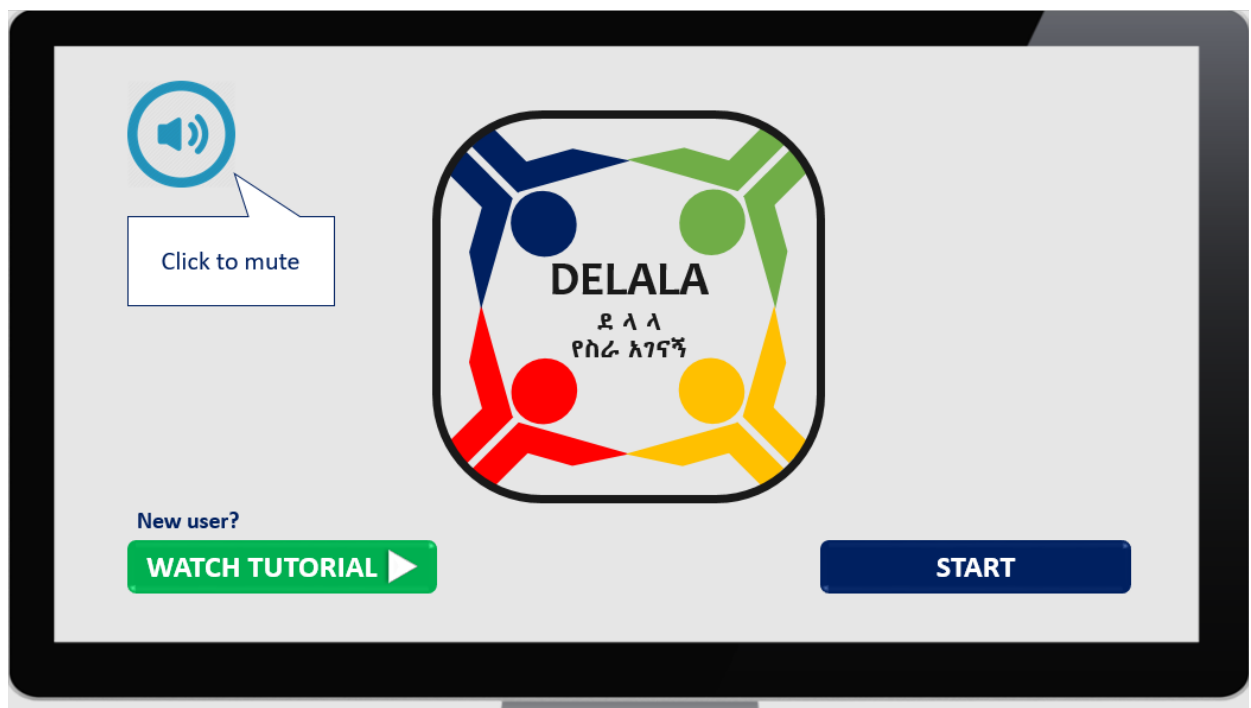 Click to mute
DELALA
ደ ላ ላ
የስራ አገናኝ
New user?
WATCH TUTORIAL
START